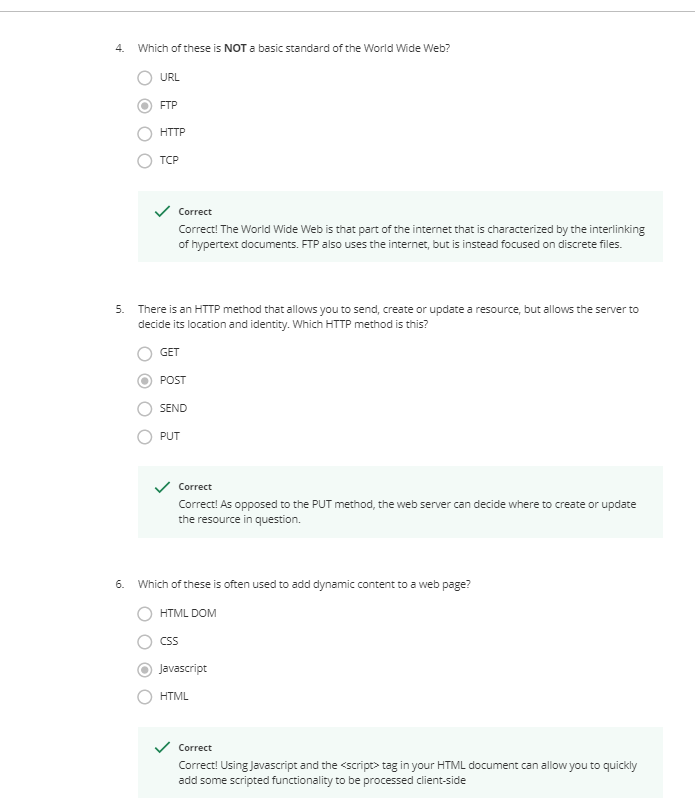 4. Which of these is NOT a basic standard of the World Wide Web?
URL
FTP
HTTP
TCP
Correct
Correct! The World Wide Web is that part of the internet that is characterized by the interlinking
of hypertext documents. FTP also uses the internet, but is instead focused on discrete files.
5. There is an HTTP method that allows you to send, create or update a resource, but allows the server to
decide its location and identity. Which HTTP method is this?
GET
POST
SEND
PUT
Correct
Correct! As opposed to the PUT method, the web server can decide where to create or update
the resource in question.
6. Which of these is often used to add dynamic content to a web page?
HTML DOM
CSS
Javascript
HTML
Correct
Correct! Using Javascript and the <script> tag in your HTML document can allow you to quickly
add some scripted functionality to be processed client-side